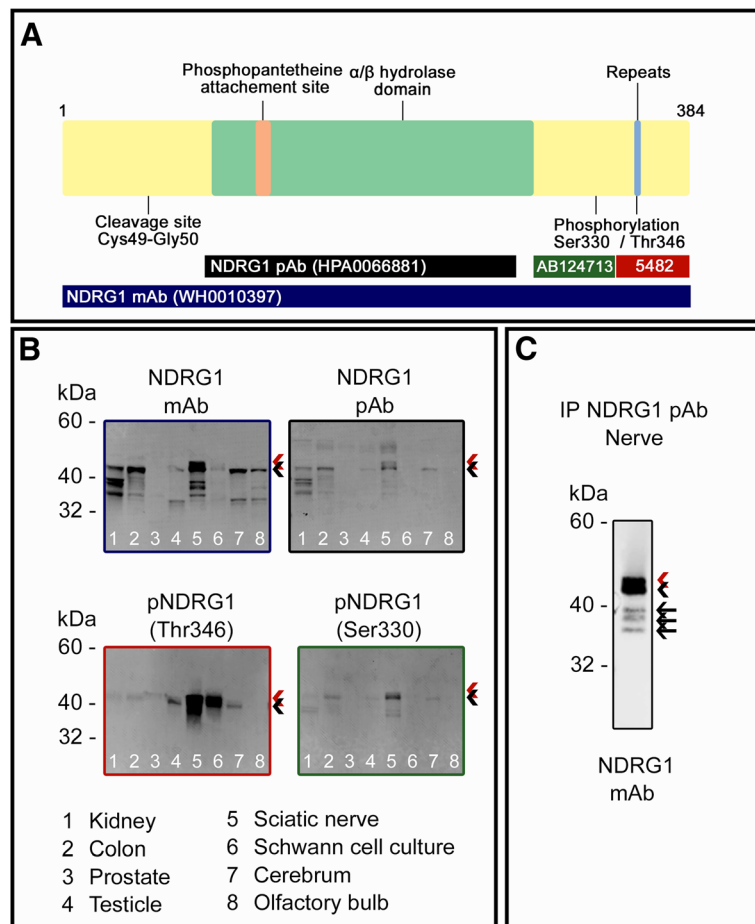 A
Phosphopantetheine
attachement site
α/β hydrolase
domain
Repeats
1
384
Cleavage site
Cys49-Gly50
Phosphorylation
Ser330 / Thr346
NDRG1 pAb (HPA0066881)
AB124713
5482
NDRG1 mAb (WH0010397)
B
NDRG1
mAb
NDRG1
pAb
kDa
60 -
40 -
32 -
1 2 3 4 5 6 7 8
1 2 3 4 5 6 7 8
pNDRG1
(Thr346)
pNDRG1
(Ser330)
kDa
60 -
40 -
32 -
1 2 3 4 5 6 7 8
1 2 3 4 5 6 7 8
1 Kidney
2 Colon
3 Prostate
4 Testicle
5 Sciatic nerve
6 Schwann cell culture
7 Cerebrum
8 Olfactory bulb
C
IP NDRG1 pAb
Nerve
kDa
60 -
40 -
32 -
NDRG1
mAb